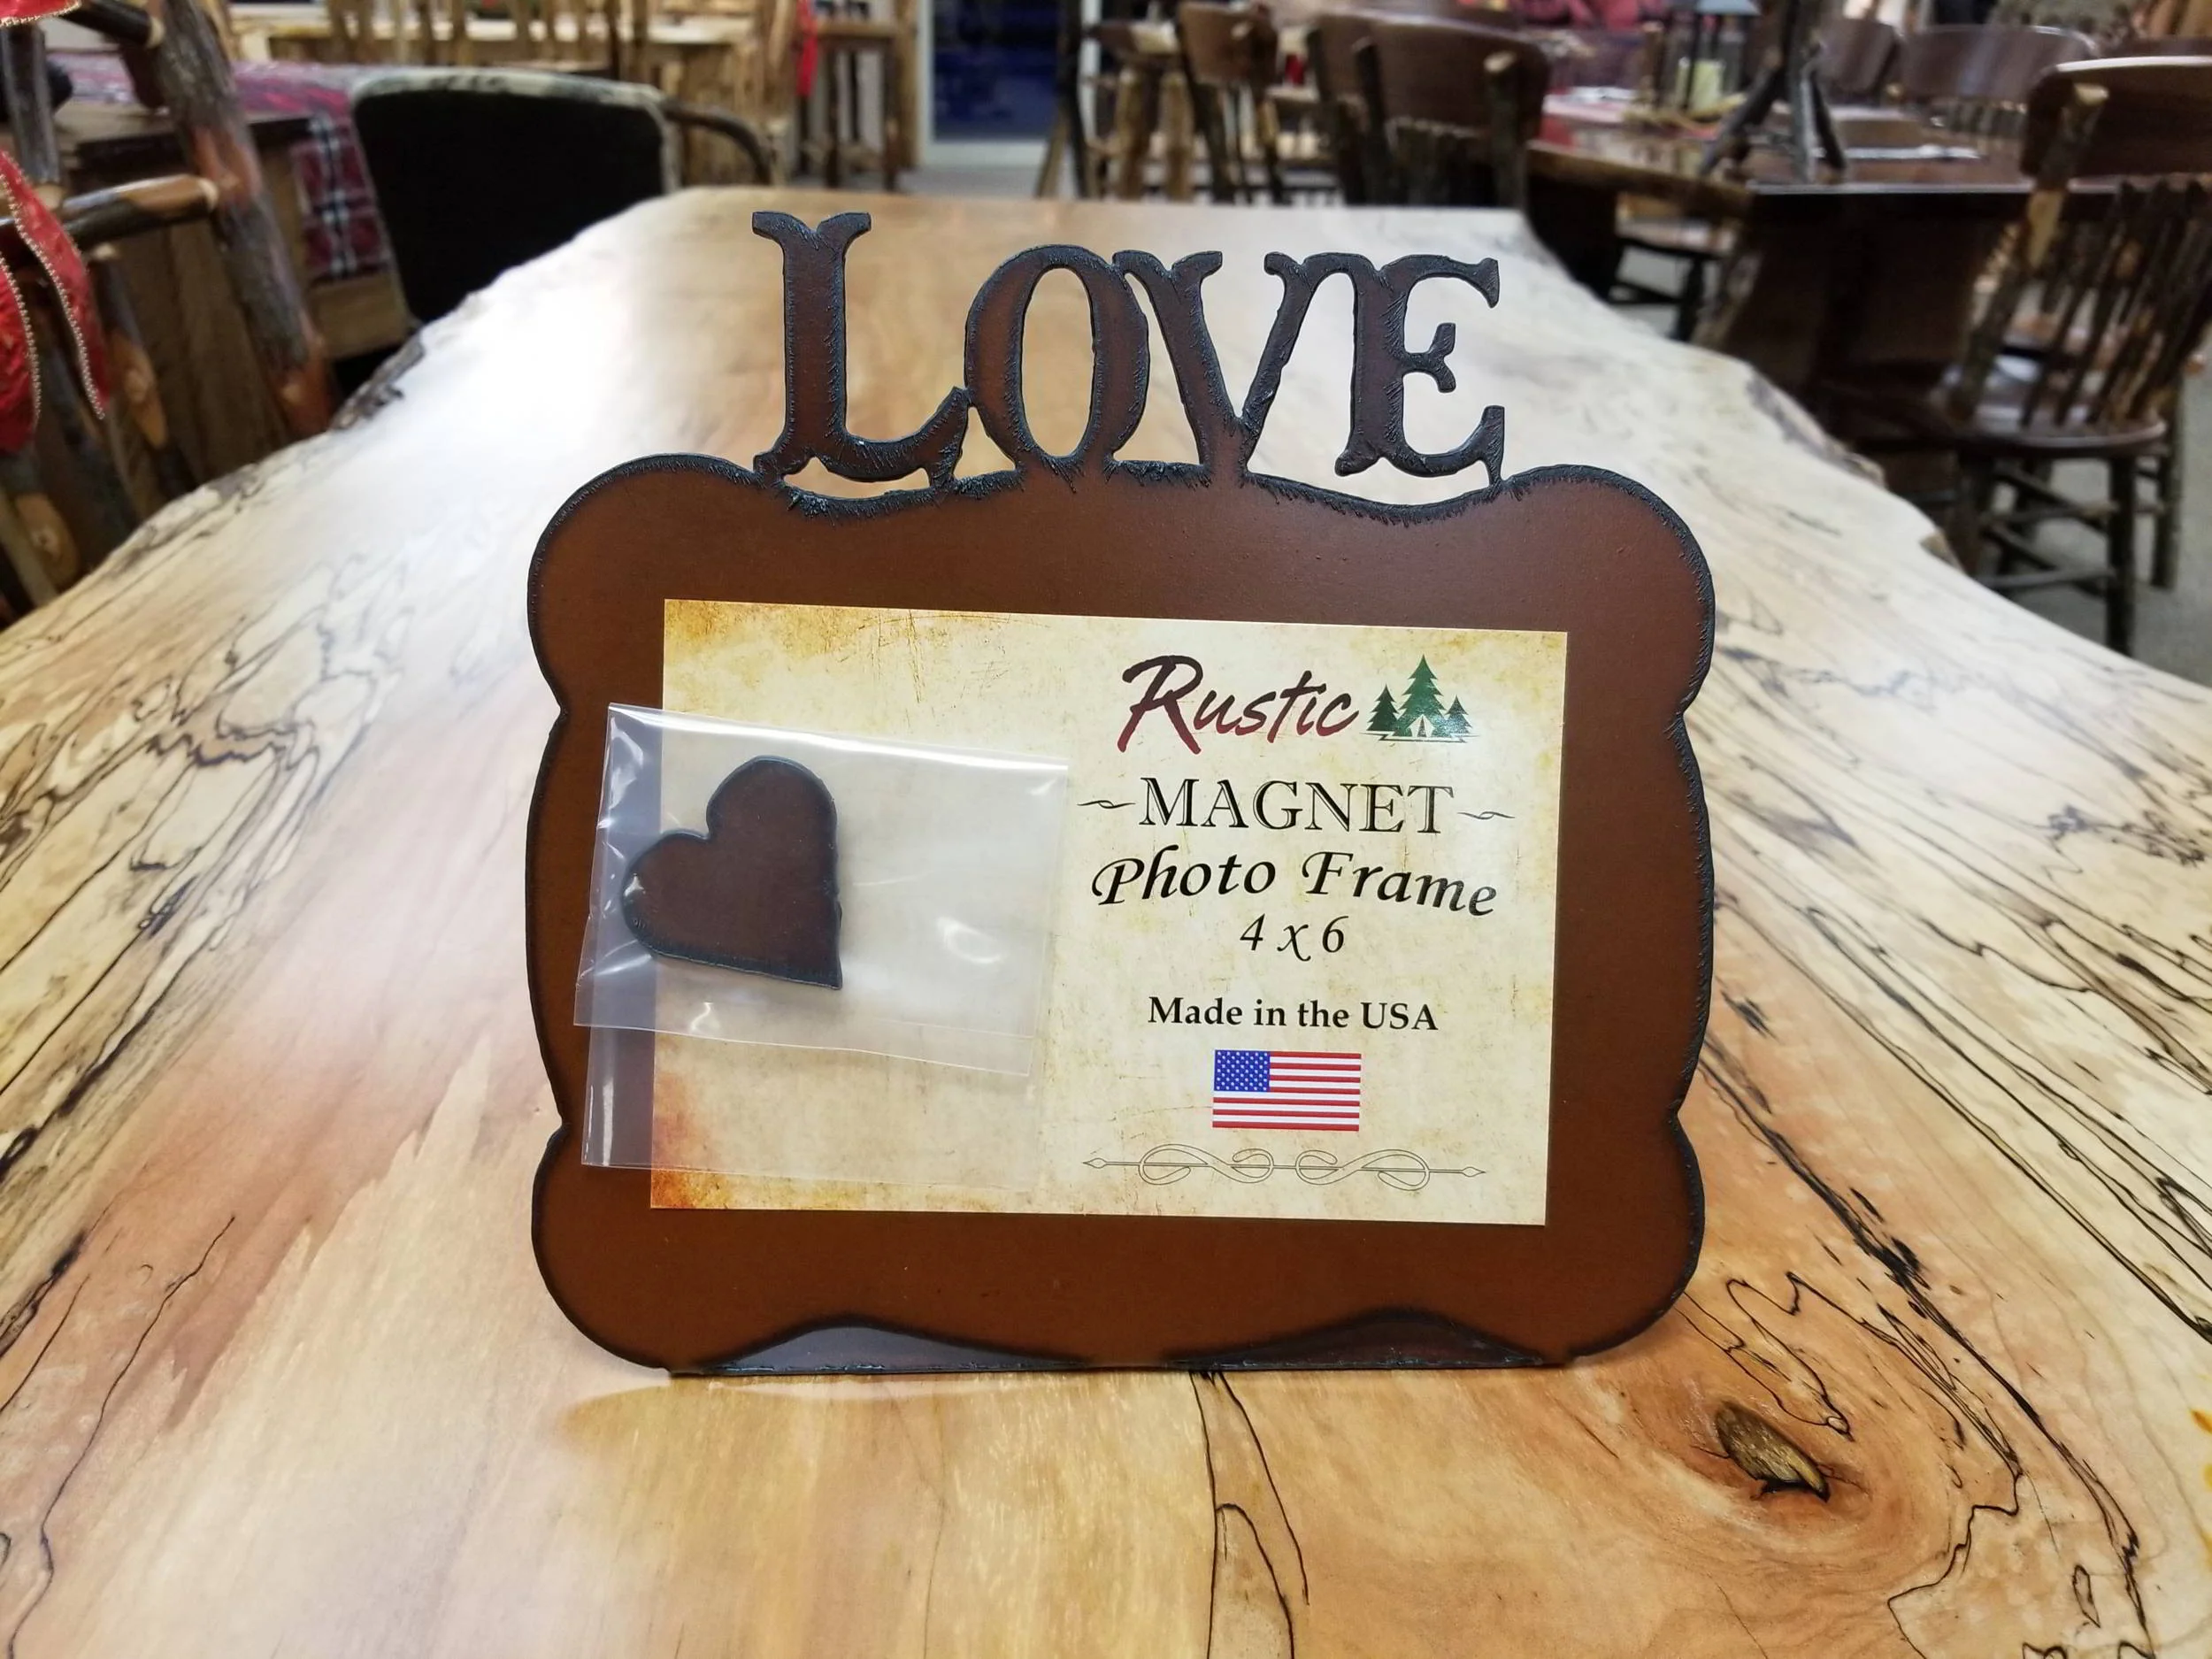 LOVE
Rustic
~MAGNET~
Photo Frame
4 x 6
Made in the USA